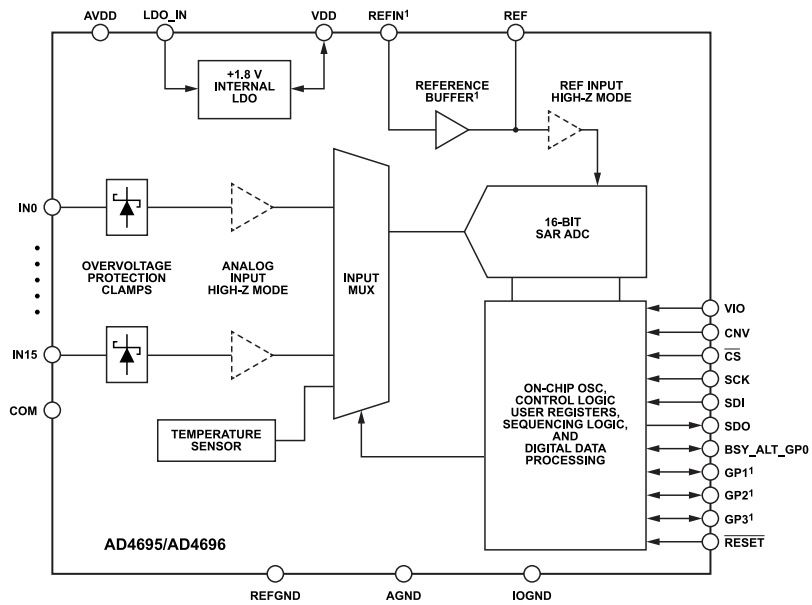 AVDD
LDO_IN
VDD
REFIN1
REF
+1.8 V
INTERNAL
LDO
REFERENCE
BUFFER1
REF INPUT
HIGH-Z MODE
IN0
OVERVOLTAGE
PROTECTION
CLAMPS
ANALOG
INPUT
HIGH-Z MODE
INPUT
MUX
16-BIT
SAR ADC
IN15
COM
TEMPERATURE
SENSOR
ON-CHIP OSC,
CONTROL LOGIC
USER REGISTERS,
SEQUENCING LOGIC,
AND
DIGITAL DATA
PROCESSING
VIO
CNV
CS
SCK
SDI
SDO
BSY_ALT_GP0
GP11
GP21
GP31
RESET
AD4695/AD4696
REFGND
AGND
IOGND